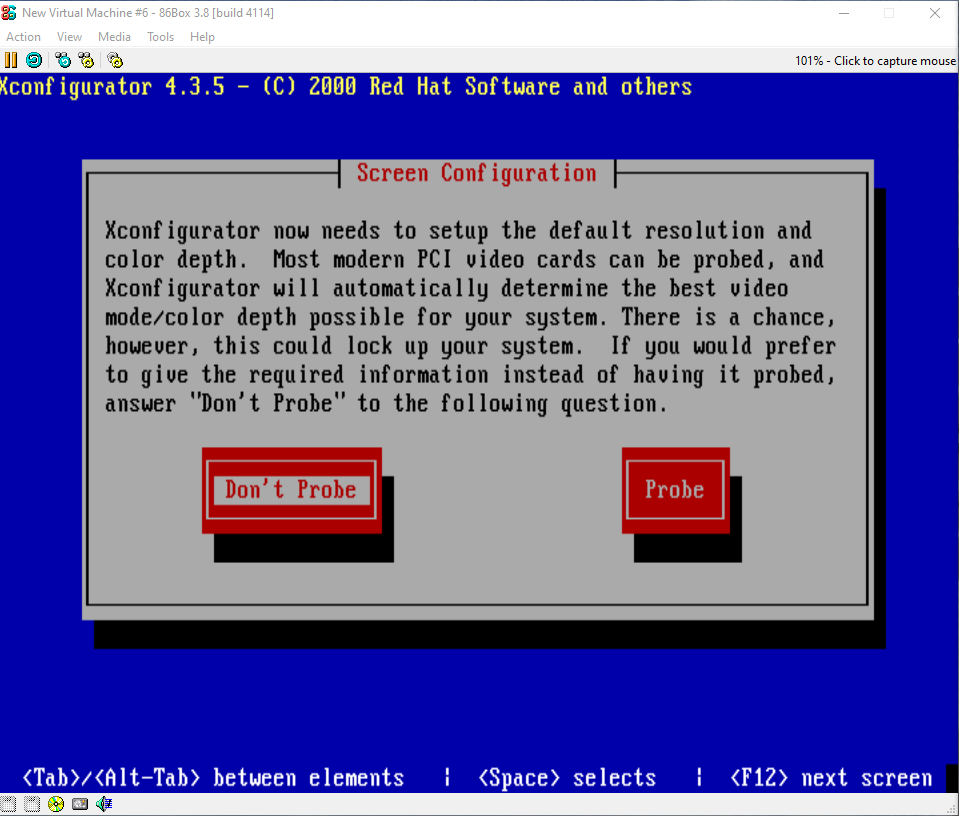 New Virtual Machine #6 - 86Box 3.8 [build 4114]
Action View Media Tools Help
101% - Click to capture mouse
Xconfigurator 4.3.5 - (C) 2000 Red Hat Software and others
Screen Configuration
Xconfigurator now needs to setup the default resolution and
color depth.  Most modern PCI video cards can be probed, and
Xconfigurator will automatically determine the best video
mode/color depth possible for your system. There is a chance,
however, this could lock up your system.  If you would prefer
to give the required information instead of having it probed,
answer "Don't Probe" to the following question.
Don't Probe Probe
<Tab>/<Alt-Tab> between elements | <Space> selects | <F12> next screen